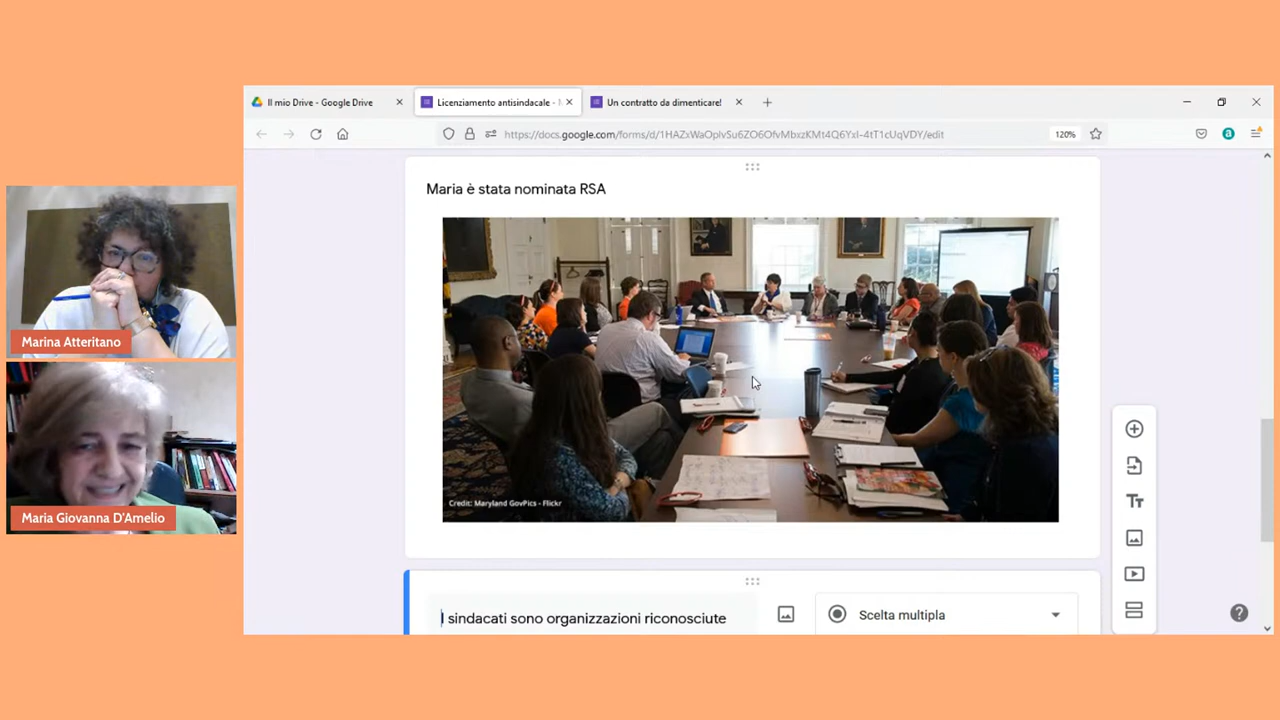 Il mio Drive - Google Drive
Licenziamento antisindacale -
Un contratto da dimenticare!
https://docs.google.com/forms/d/1HAZxWaOplvSu6ZO6OfvMbxzKMt4Q6YxI-4tT1cUqVDY/edit
120%
Maria è stata nominata RSA
Credit: Maryland GovPics - Flickr
Marina Atteritano
Maria Giovanna D'Amelio
I sindacati sono organizzazioni riconosciute
Scelta multipla
Tt
a